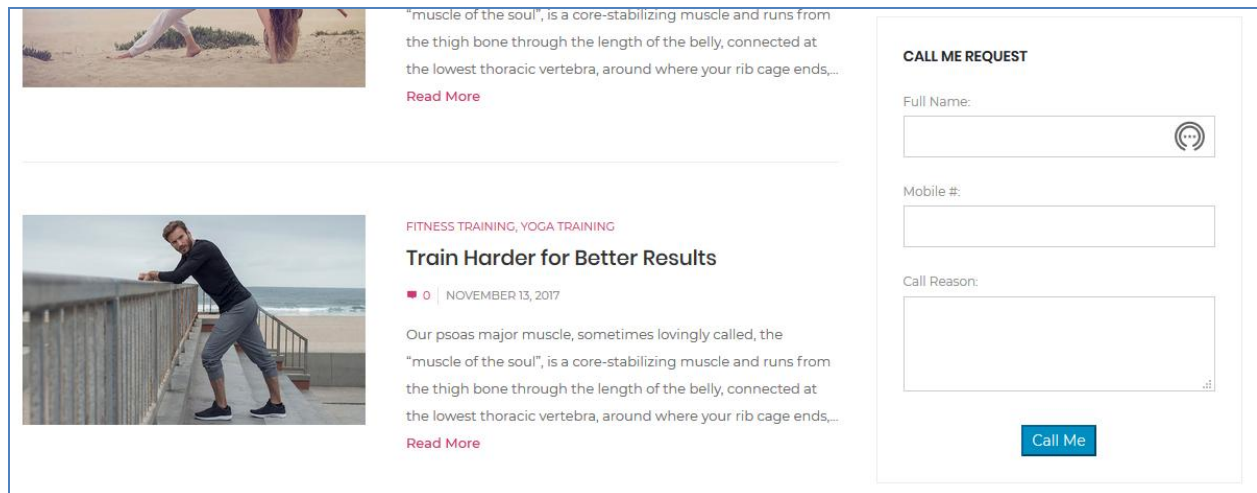 “muscle of the soul”, is a core-stabilizing muscle and runs from
the thigh bone through the length of the belly, connected at
the lowest thoracic vertebra, around where your rib cage ends,...
Read More
FITNESS TRAINING, YOGA TRAINING
Train Harder for Better Results
0 NOVEMBER 13, 2017
Our psoas major muscle, sometimes lovingly called, the
“muscle of the soul”, is a core-stabilizing muscle and runs from
the thigh bone through the length of the belly, connected at
the lowest thoracic vertebra, around where your rib cage ends,...
Read More
CALL ME REQUEST
Full Name:
Mobile #:
Call Reason:
Call Me